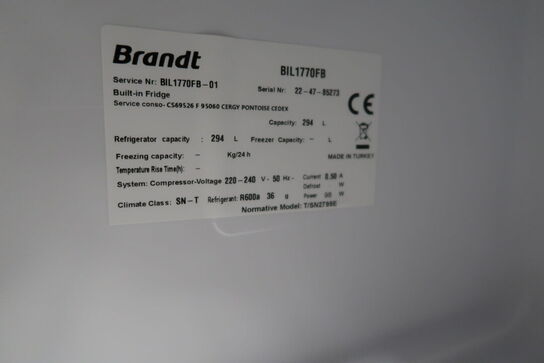 Brandt
BIL1770FB
Service Nr: BIL1770FB-01
Serial Nr: 22-47-85273
Built-in Fridge
Service conso- CS69526 F 95060 CERGY PONTOISE CEDEX
CE
Capacity: 294 L
Refrigerator capacity : 294 L Freezer Capacity: - L
Freezing capacity: - Kg/24 h
MADE IN TURKEY
Temperature Rise Time(h): -
System: Compressor-Voltage 220-240 V- 50 Hz- Current 0.50 A
Defrost W
Power W
Climate Class: SN-T Refrigerant: R600a 36 g
Normative Model: